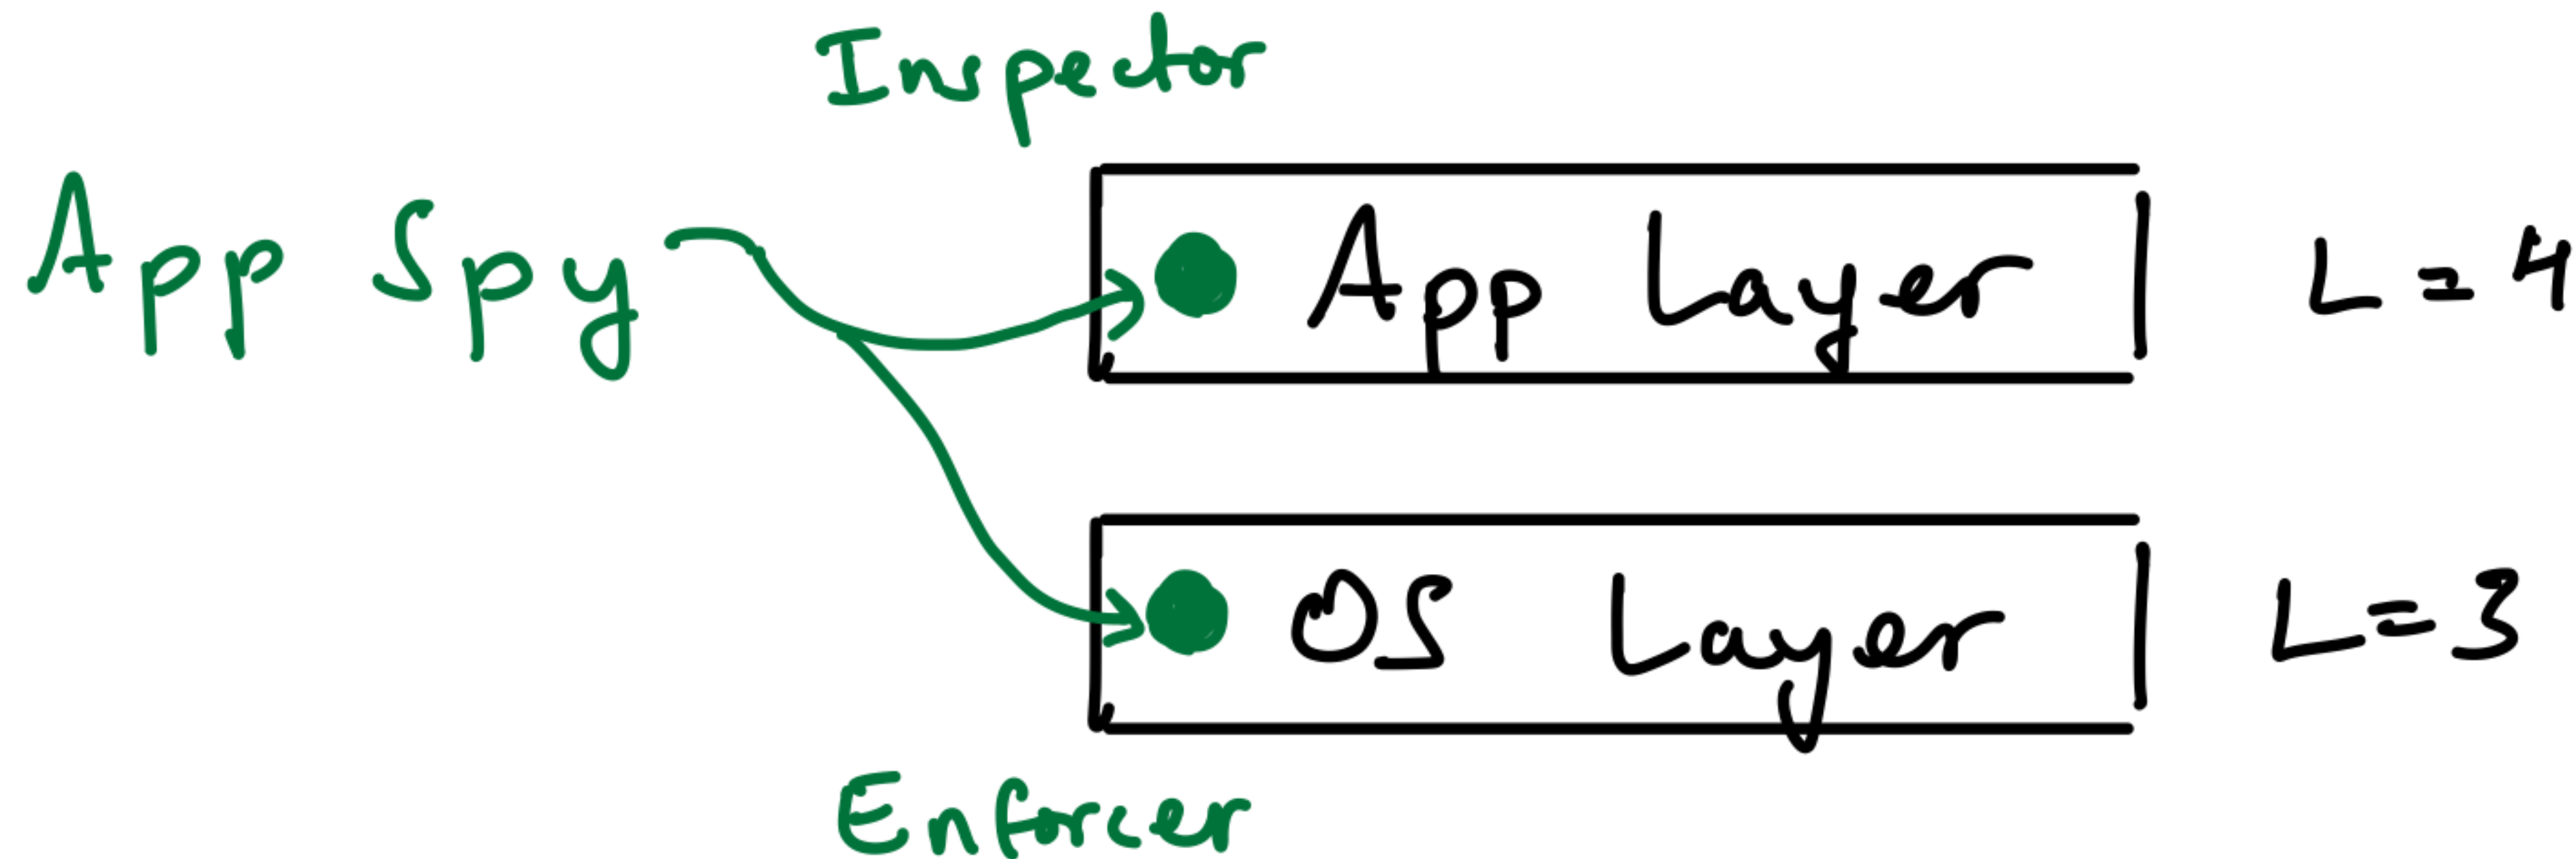 Inspector
App Spy
App Layer
L = 4
OS Layer
L = 3
Enforcer